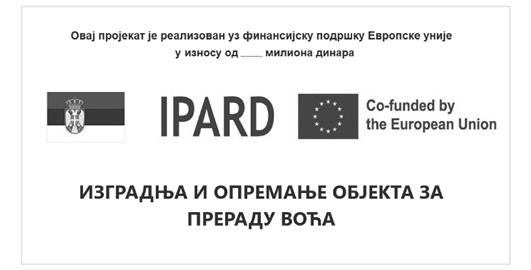 Овај пројекат је реализован уз финансијску подршку Европске уније
у износу од ____ милиона динара
IPARD
Co-funded by
the European Union
ИЗГРАДЊА И ОПРЕМАЊЕ ОБЈЕКТА ЗА
ПРЕРАДУ ВОЋА